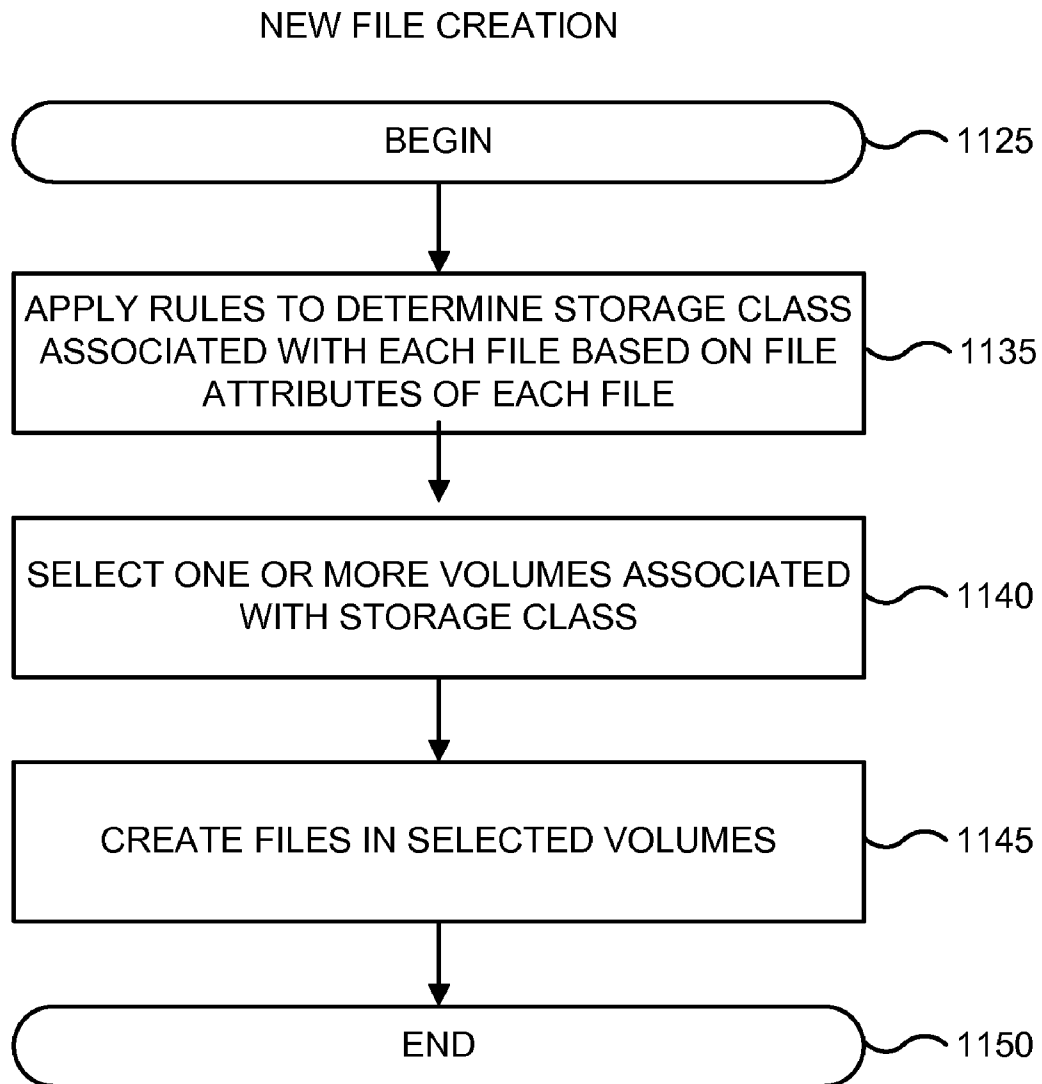 NEW FILE CREATION
BEGIN
1125
APPLY RULES TO DETERMINE STORAGE CLASS
ASSOCIATED WITH EACH FILE BASED ON FILE
ATTRIBUTES OF EACH FILE
1135
SELECT ONE OR MORE VOLUMES ASSOCIATED
WITH STORAGE CLASS
1140
CREATE FILES IN SELECTED VOLUMES
1145
END
1150